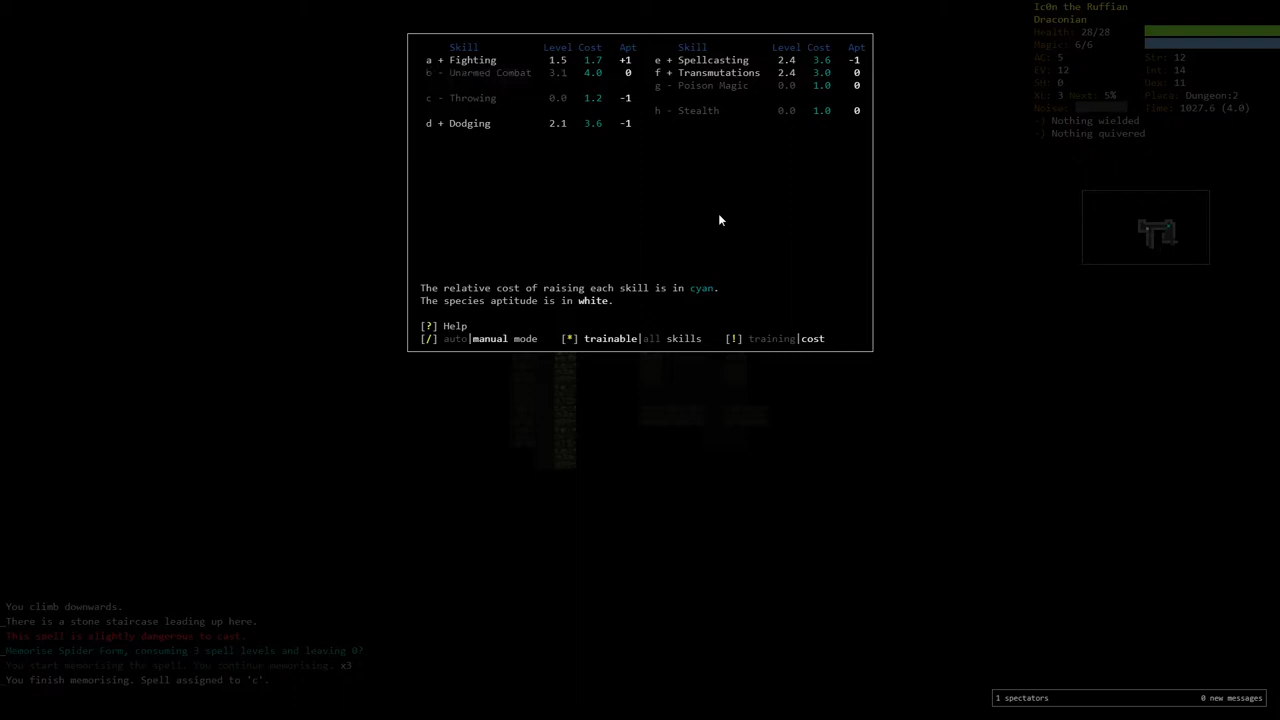 Ic0n the Ruffian
Draconian
Health: 28/28
Magic: 6/6
AC: 5 Str: 12
EV: 12 Int: 14
SH: 0 Dex: 11
XL: 3 Next: 5% Place: Dungeon:2
Noise: Time: 1027.6 (4.0)
-) Nothing wielded
-) Nothing quivered
Skill Level Cost Apt Skill Level Cost Apt
a + Fighting 1.5 1.7 +1 e + Spellcasting 2.4 3.6 -1
b - Unarmed Combat 3.1 4.0 0 f + Transmutations 2.4 3.0 0
g - Poison Magic 0.0 1.0 0
c - Throwing 0.0 1.2 -1
h - Stealth 0.0 1.0 0
d + Dodging 2.1 3.6 -1
The relative cost of raising each skill is in cyan.
The species aptitude is in white.
[?] Help
[/] auto|manual mode [*] trainable|all skills [!] training|cost
You climb downwards.
_There is a stone staircase leading up here.
This spell is slightly dangerous to cast.
_Memorise Spider Form, consuming 3 spell levels and leaving 0?
You start memorising the spell. You continue memorising. x3
_You finish memorising. Spell assigned to 'c'.
1 spectators 0 new messages